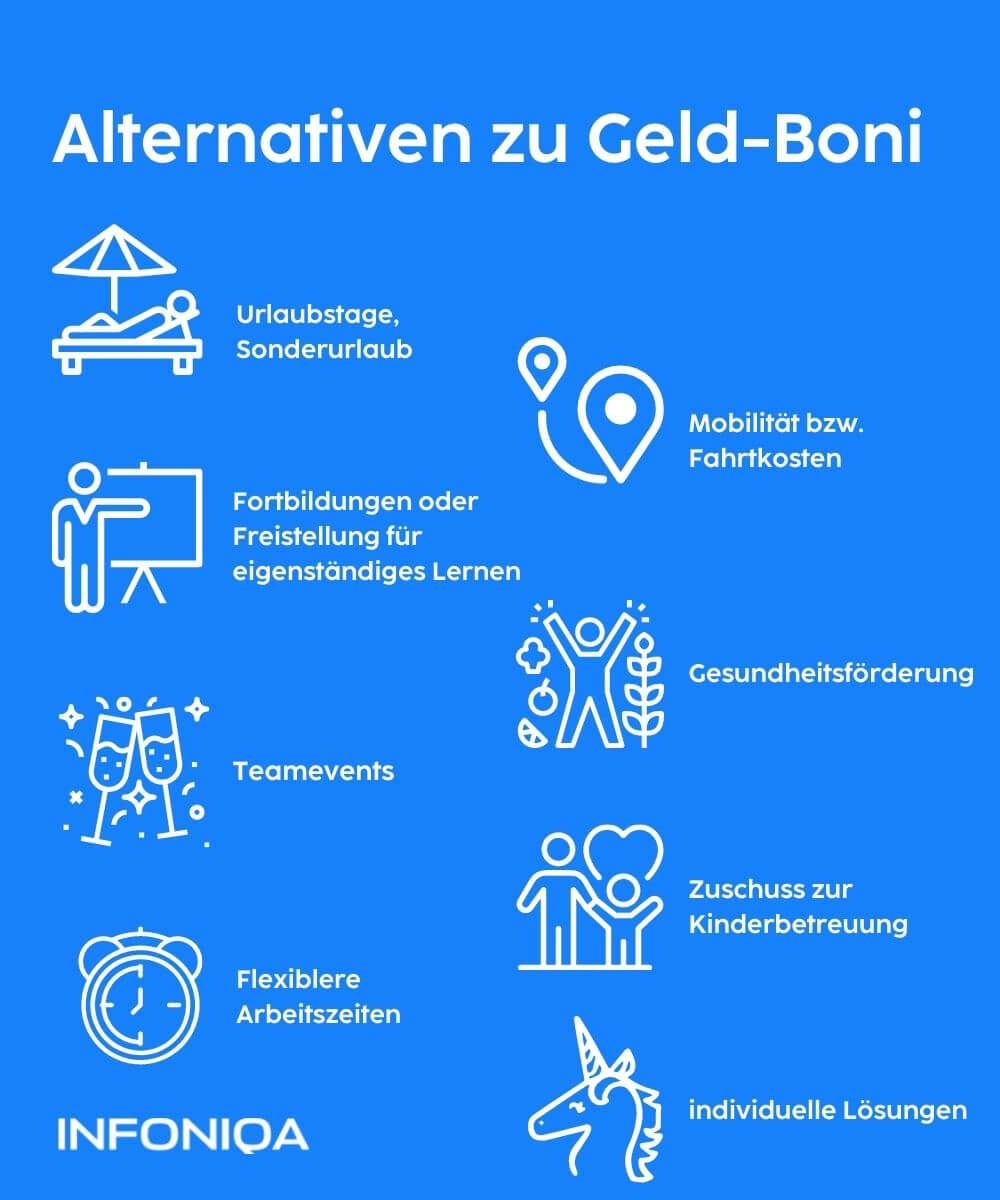 Alternativen zu Geld-Boni
Urlaubstage,
Sonderurlaub
Mobilität bzw.
Fahrtkosten
Fortbildungen oder
Freistellung für
eigenständiges Lernen
Gesundheitsförderung
Teamevents
Zuschuss zur
Kinderbetreuung
Flexiblere
Arbeitszeiten
individuelle Lösungen
INFONIQA